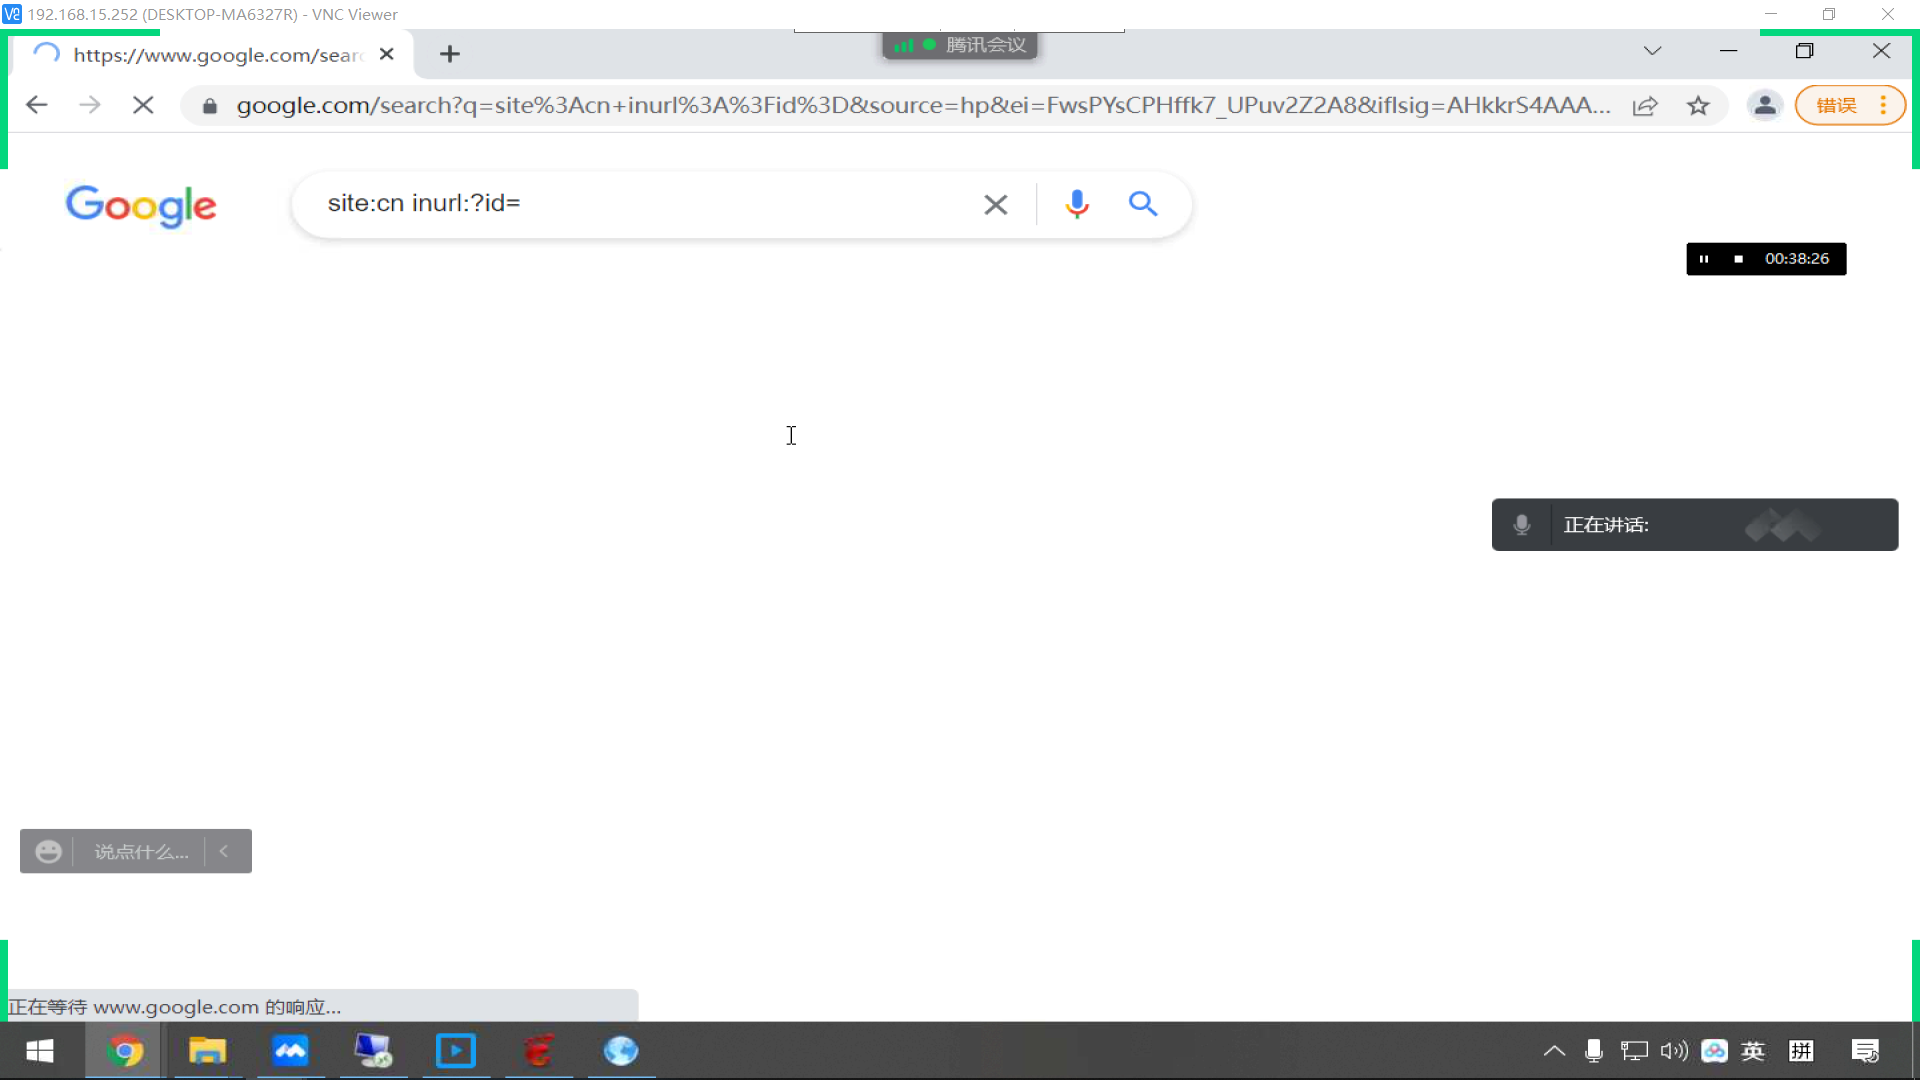 192.168.15.252 (DESKTOP-MA6327R) - VNC Viewer
https://www.google.com/sear
腾讯会议
google.com/search?q=site%3Acn+inurl%3A%3Fid%3D&source=hp&ei=FwsPYsCPHffk7_UPuv2Z2A8&iflsig=AHkkrS4AAA...
错误
Google
site:cn inurl:?id=
00:38:26
正在讲话:
说点什么...
正在等待 www.google.com 的响应...
英
拼